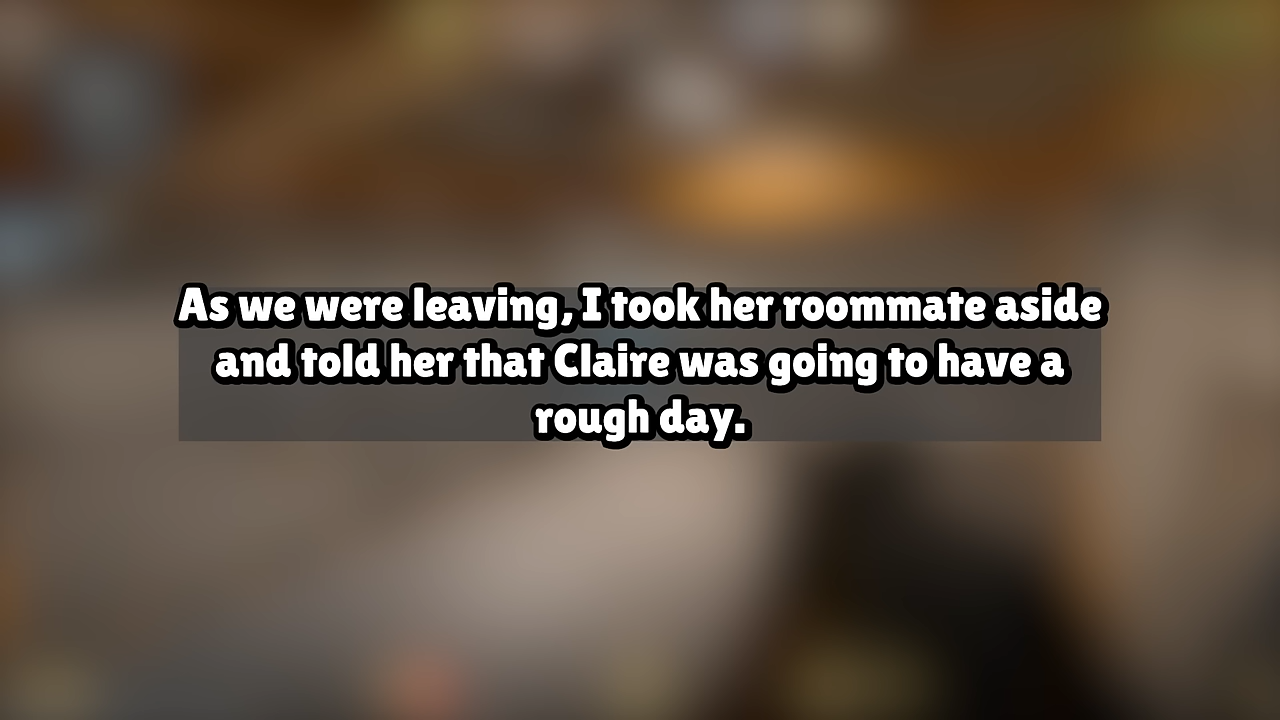 As we were leaving, I took her roommate aside
and told her that Claire was going to have a
rough day.